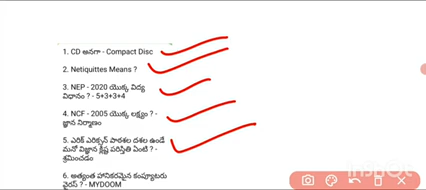 1. CD అనగా - Compact Disc
2. Netiquittes Means ?
3. NEP - 2020 యొక్క విద్య
విధానం ? - 5+3+3+4
4. NCF - 2005 యొక్క లక్ష్యం ? -
జ్ఞాన నిర్మాణం
5. ఎరిక్ ఎరిక్సన్ పాఠశాల దశల ఉండే
మనో విజ్ఞాన క్లిష్ట పరిస్థితి ఏంటి ? -
శ్రమించడం
6. అత్యంత హానికరమైన కంప్యూటరు
వైరస్ ? - MYDOOM